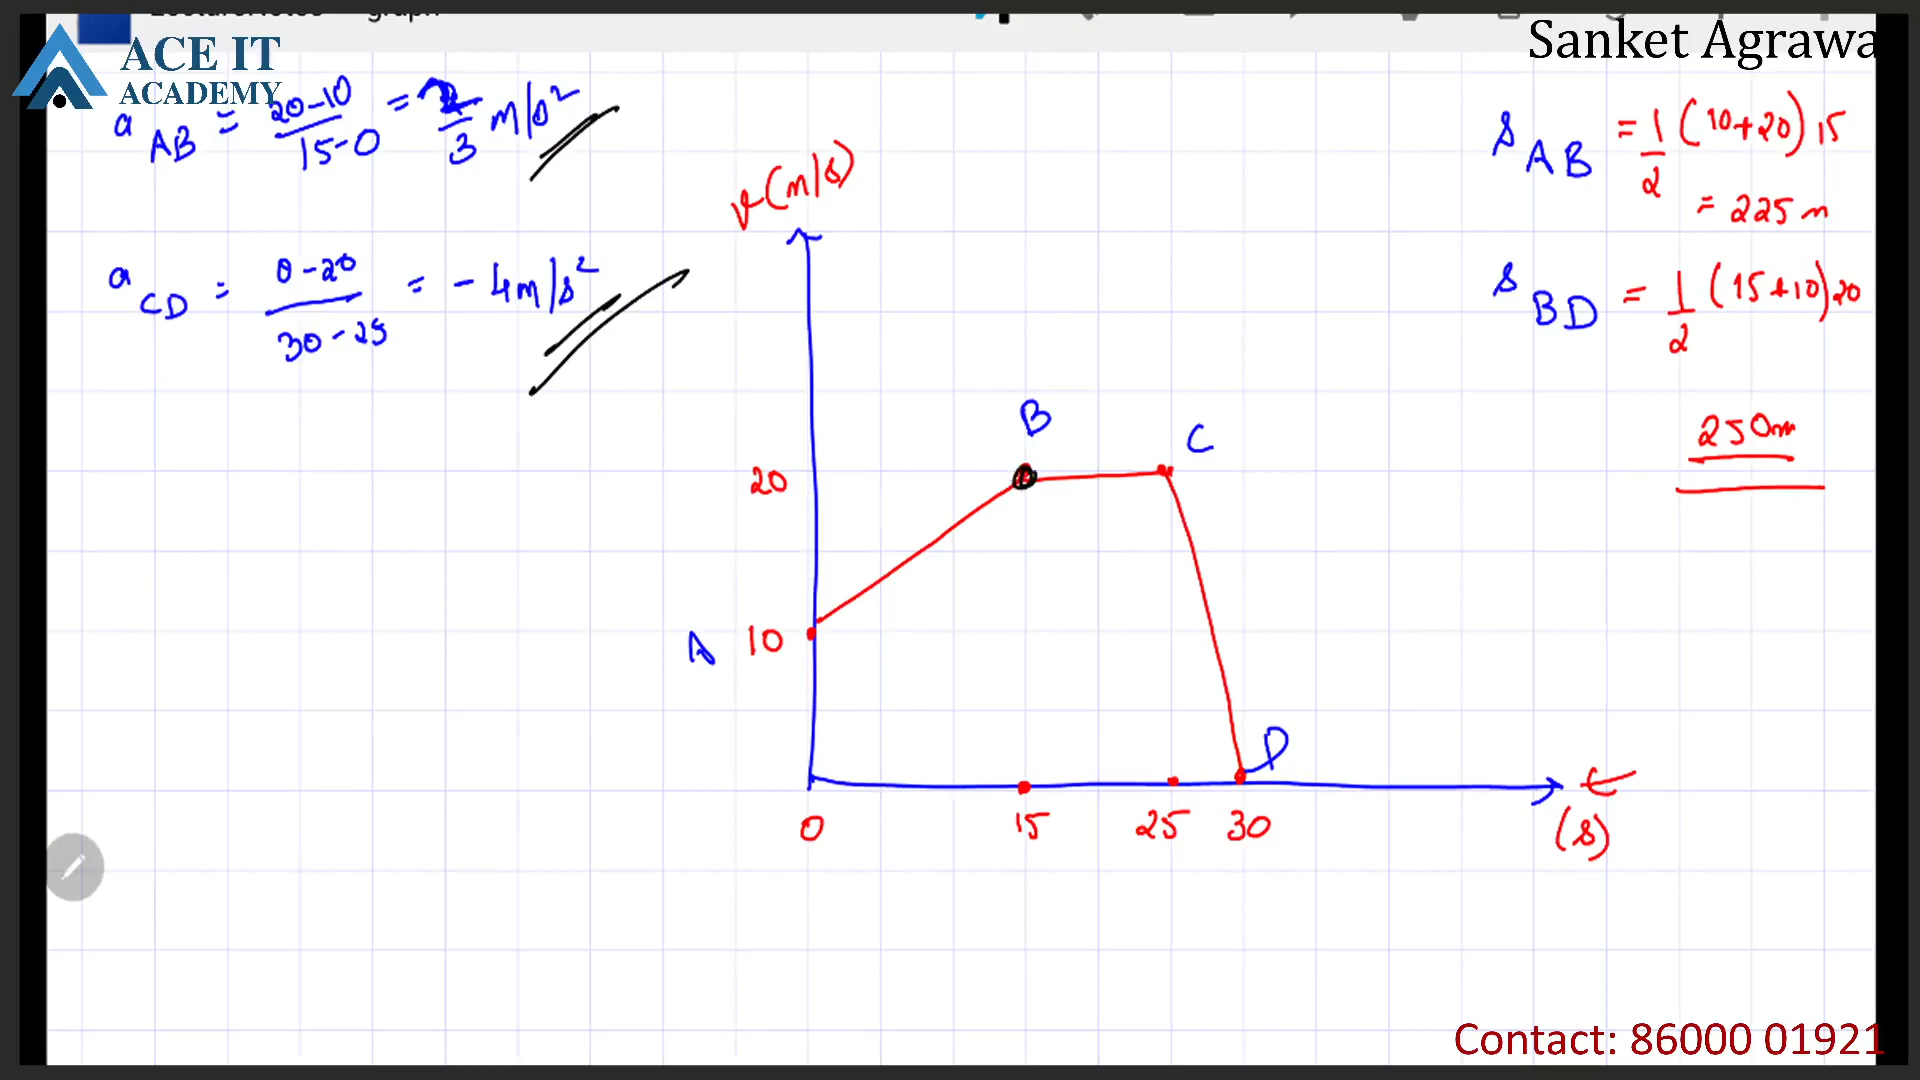 Sanket Agrawa
ACE IT
ACADEMY
a AB = 20-10 / 15-0 = 2/3 m/s²
a CD = 0-20 / 30-25 = -4m/s²
s AB = 1/2 (10+20) 15
= 225 m
s BD = 1/2 (15+10) 20
250m
v(m/s)
B
C
20
A 10
D
0 15 25 30
t
(s)
Contact: 86000 01921